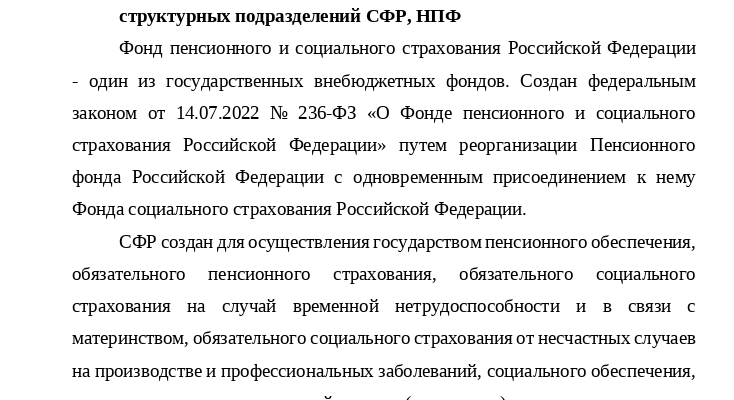 структурных подразделений СФР, НПФ
Фонд пенсионного и социального страхования Российской Федерации
- один из государственных внебюджетных фондов. Создан федеральным
законом от 14.07.2022 № 236-ФЗ «О Фонде пенсионного и социального
страхования Российской Федерации» путем реорганизации Пенсионного
фонда Российской Федерации с одновременным присоединением к нему
Фонда социального страхования Российской Федерации.
СФР создан для осуществления государством пенсионного обеспечения,
обязательного пенсионного страхования, обязательного социального
страхования на случай временной нетрудоспособности и в связи с
материнством, обязательного социального страхования от несчастных случаев
на производстве и профессиональных заболеваний, социального обеспечения,